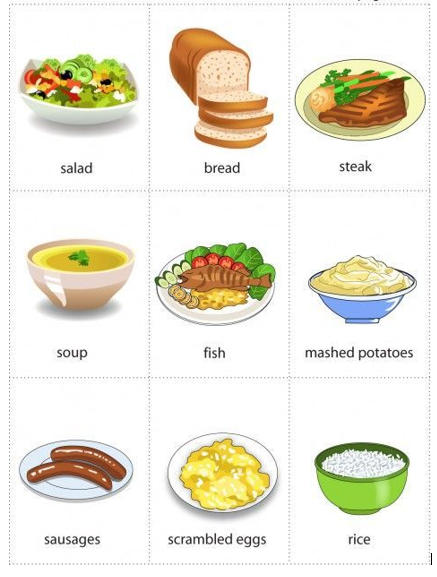 salad
bread
steak
soup
fish
mashed potatoes
sausages
scrambled eggs
rice